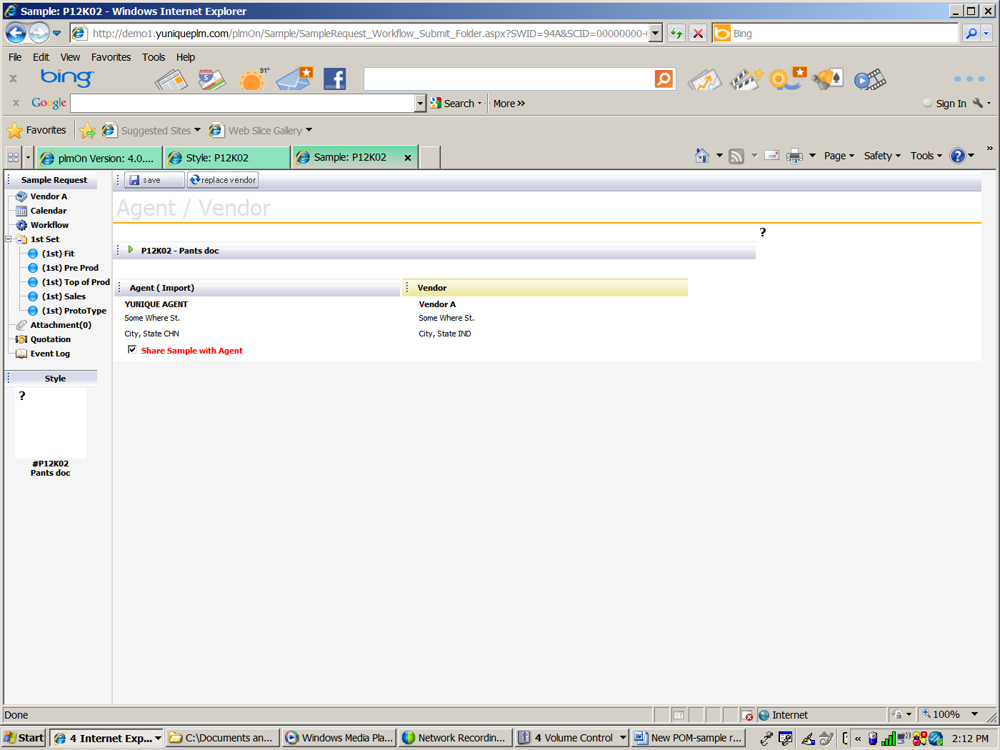 Sample: P12K02 - Windows Internet Explorer
http://demo1.yuniqueplm.com/plmOn/Sample/SampleRequest_Workflow_Submit_Folder.aspx?SWID=94A&SCID=00000000-
Bing
File Edit View Favorites Tools Help
x bing 5 91°
x Google Search More »
Sign In
Favorites Suggested Sites Web Slice Gallery
plmOn Version: 4.0.... Style: P12K02 Sample: P12K02 x
Page Safety Tools ? »
Sample Request
Vendor A
Calendar
Workflow
1st Set
(1st) Fit
(1st) Pre Prod
(1st) Top of Prod
(1st) Sales
(1st) ProtoType
Attachment(0)
Quotation
Event Log
Style
?
#P12K02
Pants doc
save replace vendor
Agent / Vendor
?
P12K02 - Pants doc
Agent ( Import)
YUNIQUE AGENT
Some Where St.
City, State CHN
Share Sample with Agent
Vendor
Vendor A
Some Where St.
City, State IND
Done Internet 100%
Start 4 Internet Exp... C:\Documents an... Windows Media Pla... Network Recordin... 4 Volume Control New POM-sample r... « 2:12 PM